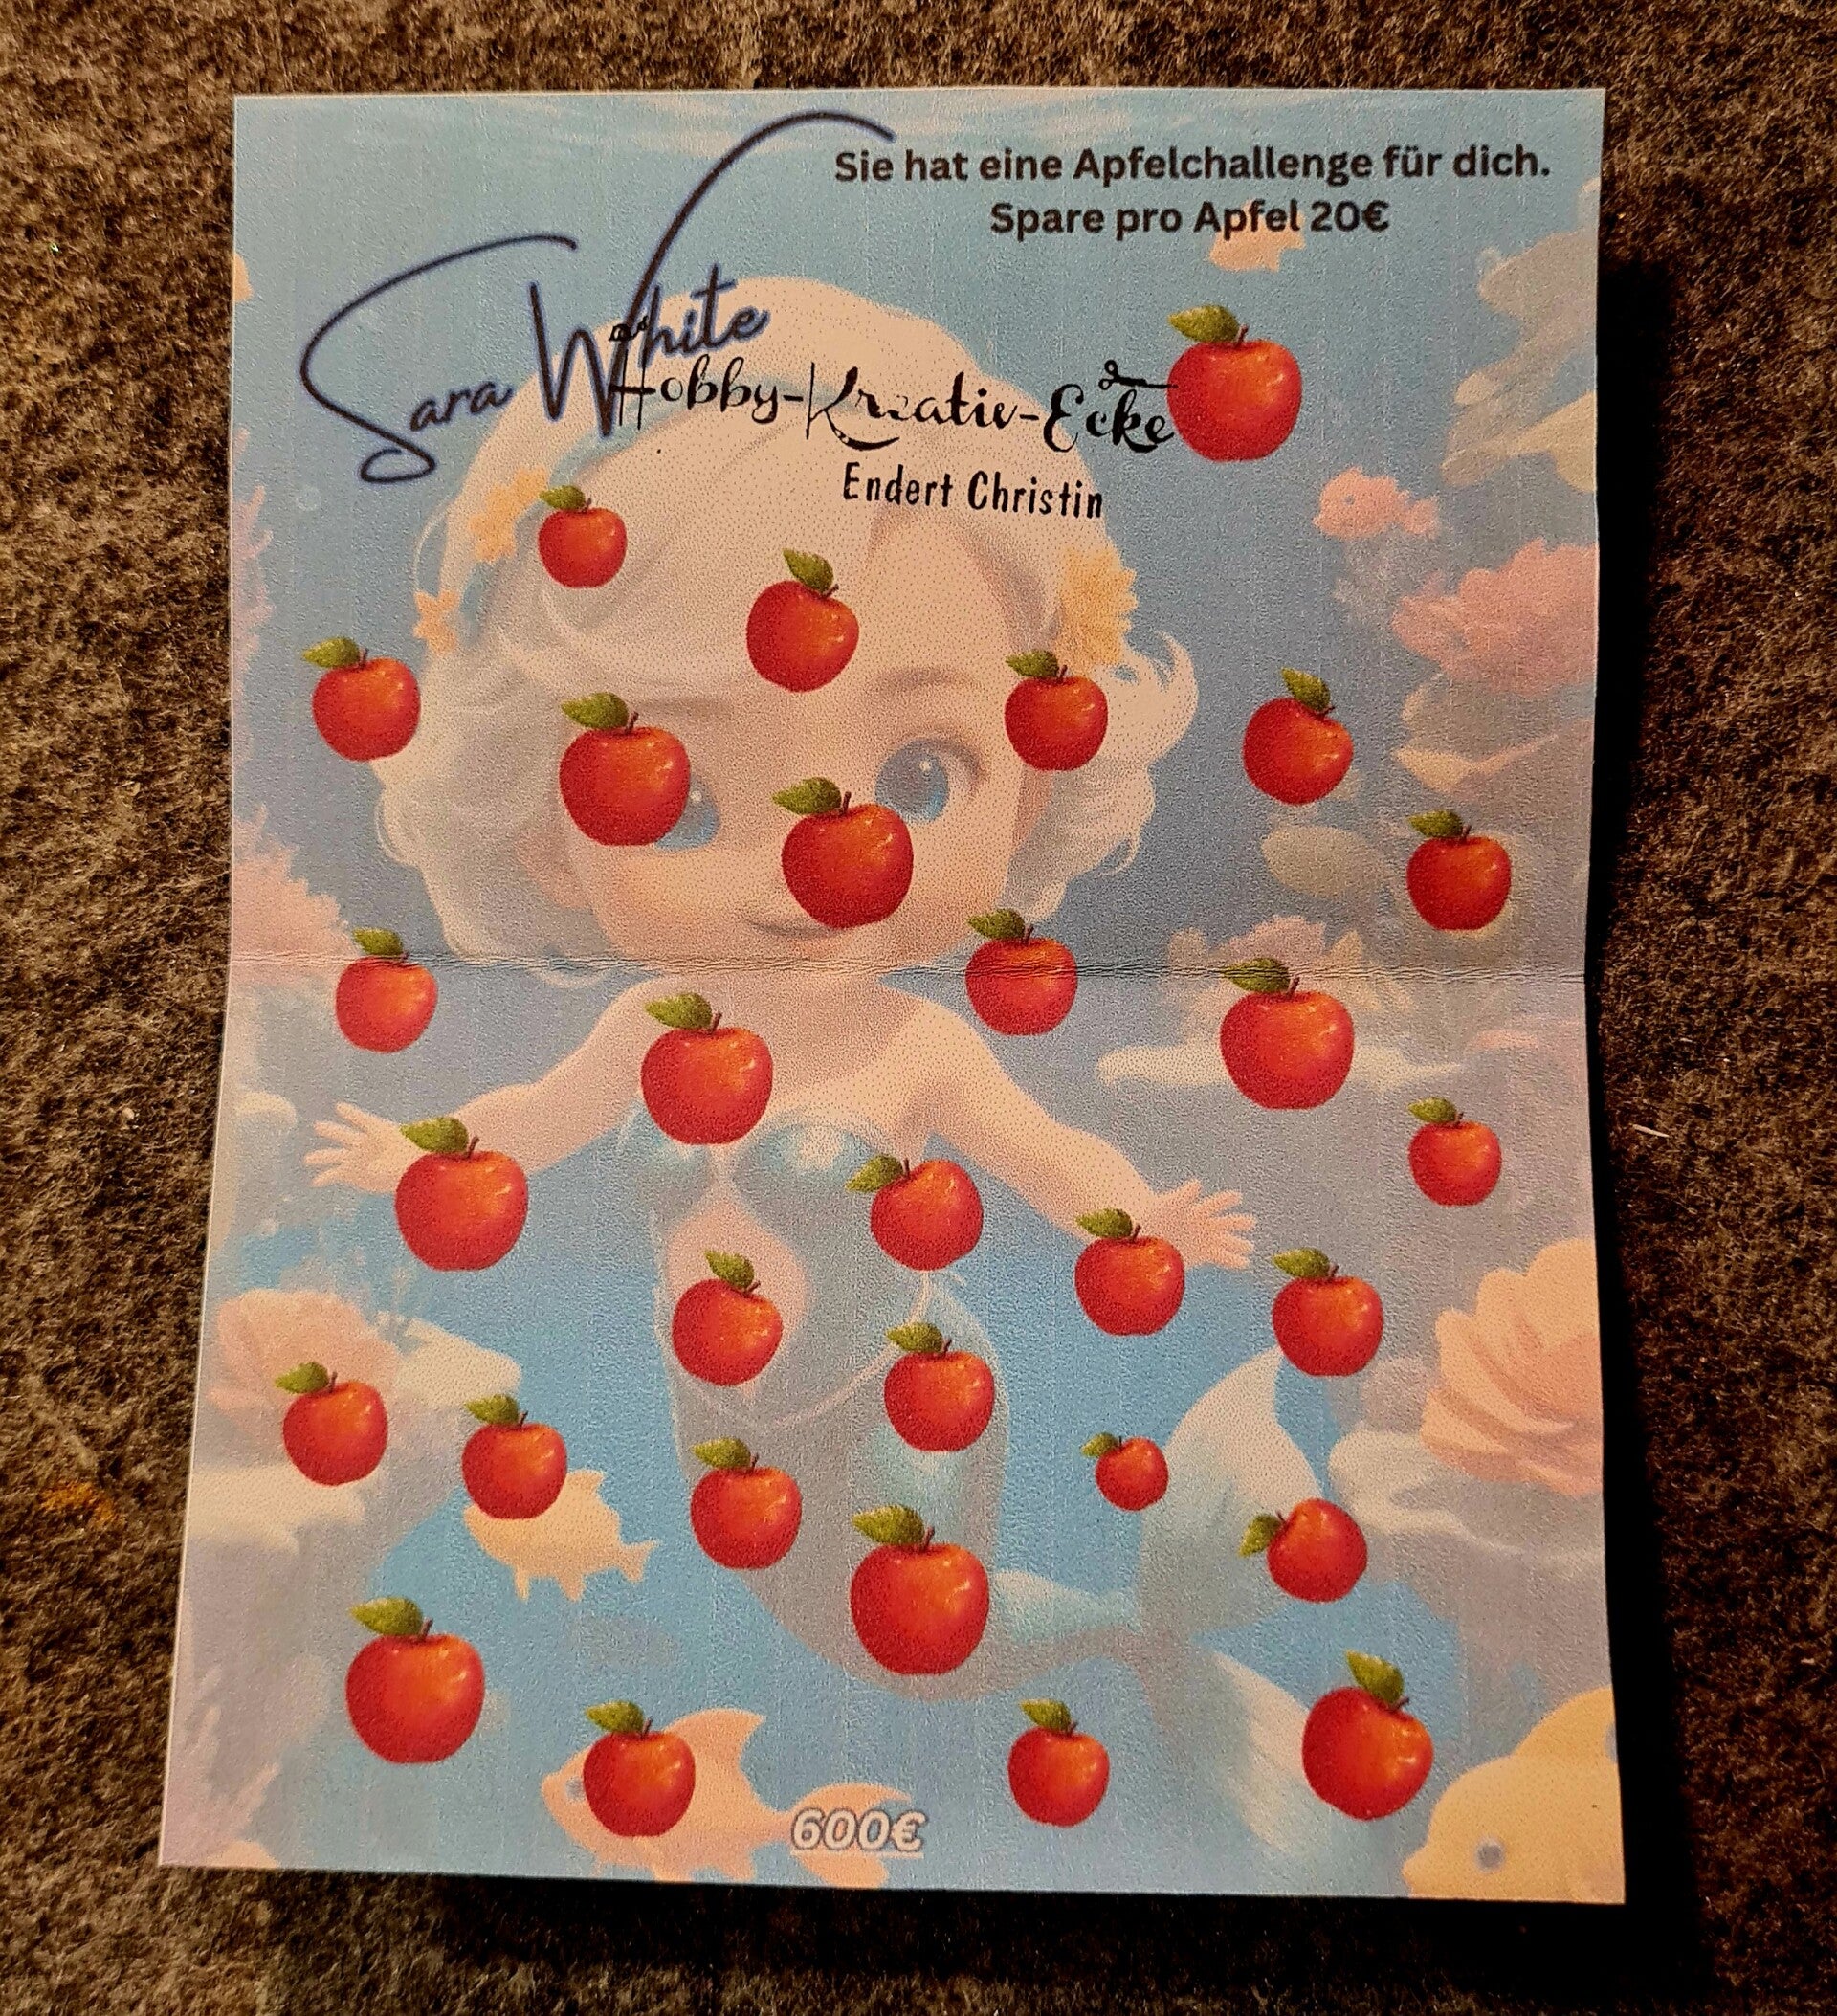 Sie hat eine Apfelchallenge für dich.
Spare pro Apfel 20€
Sara White
Hobby-Kreativ-Ecke
Endert Christin
600€